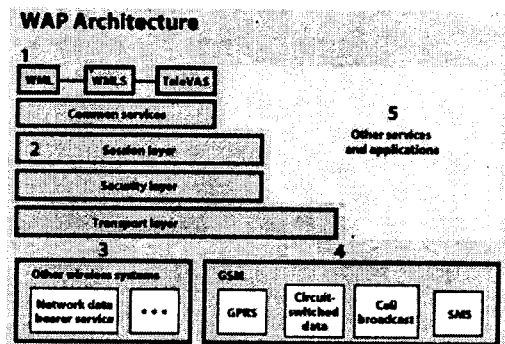 WAP Architecture
1
WML WMLS TeleVAS
Common services
5
Other services
and applications
2 Session layer
Security layer
Transport layer
3
4
Other wireless systems
Network data
bearer service
• • •
GSM
GPRS
Circuit-
switched
data
Cell
broadcast
SMS